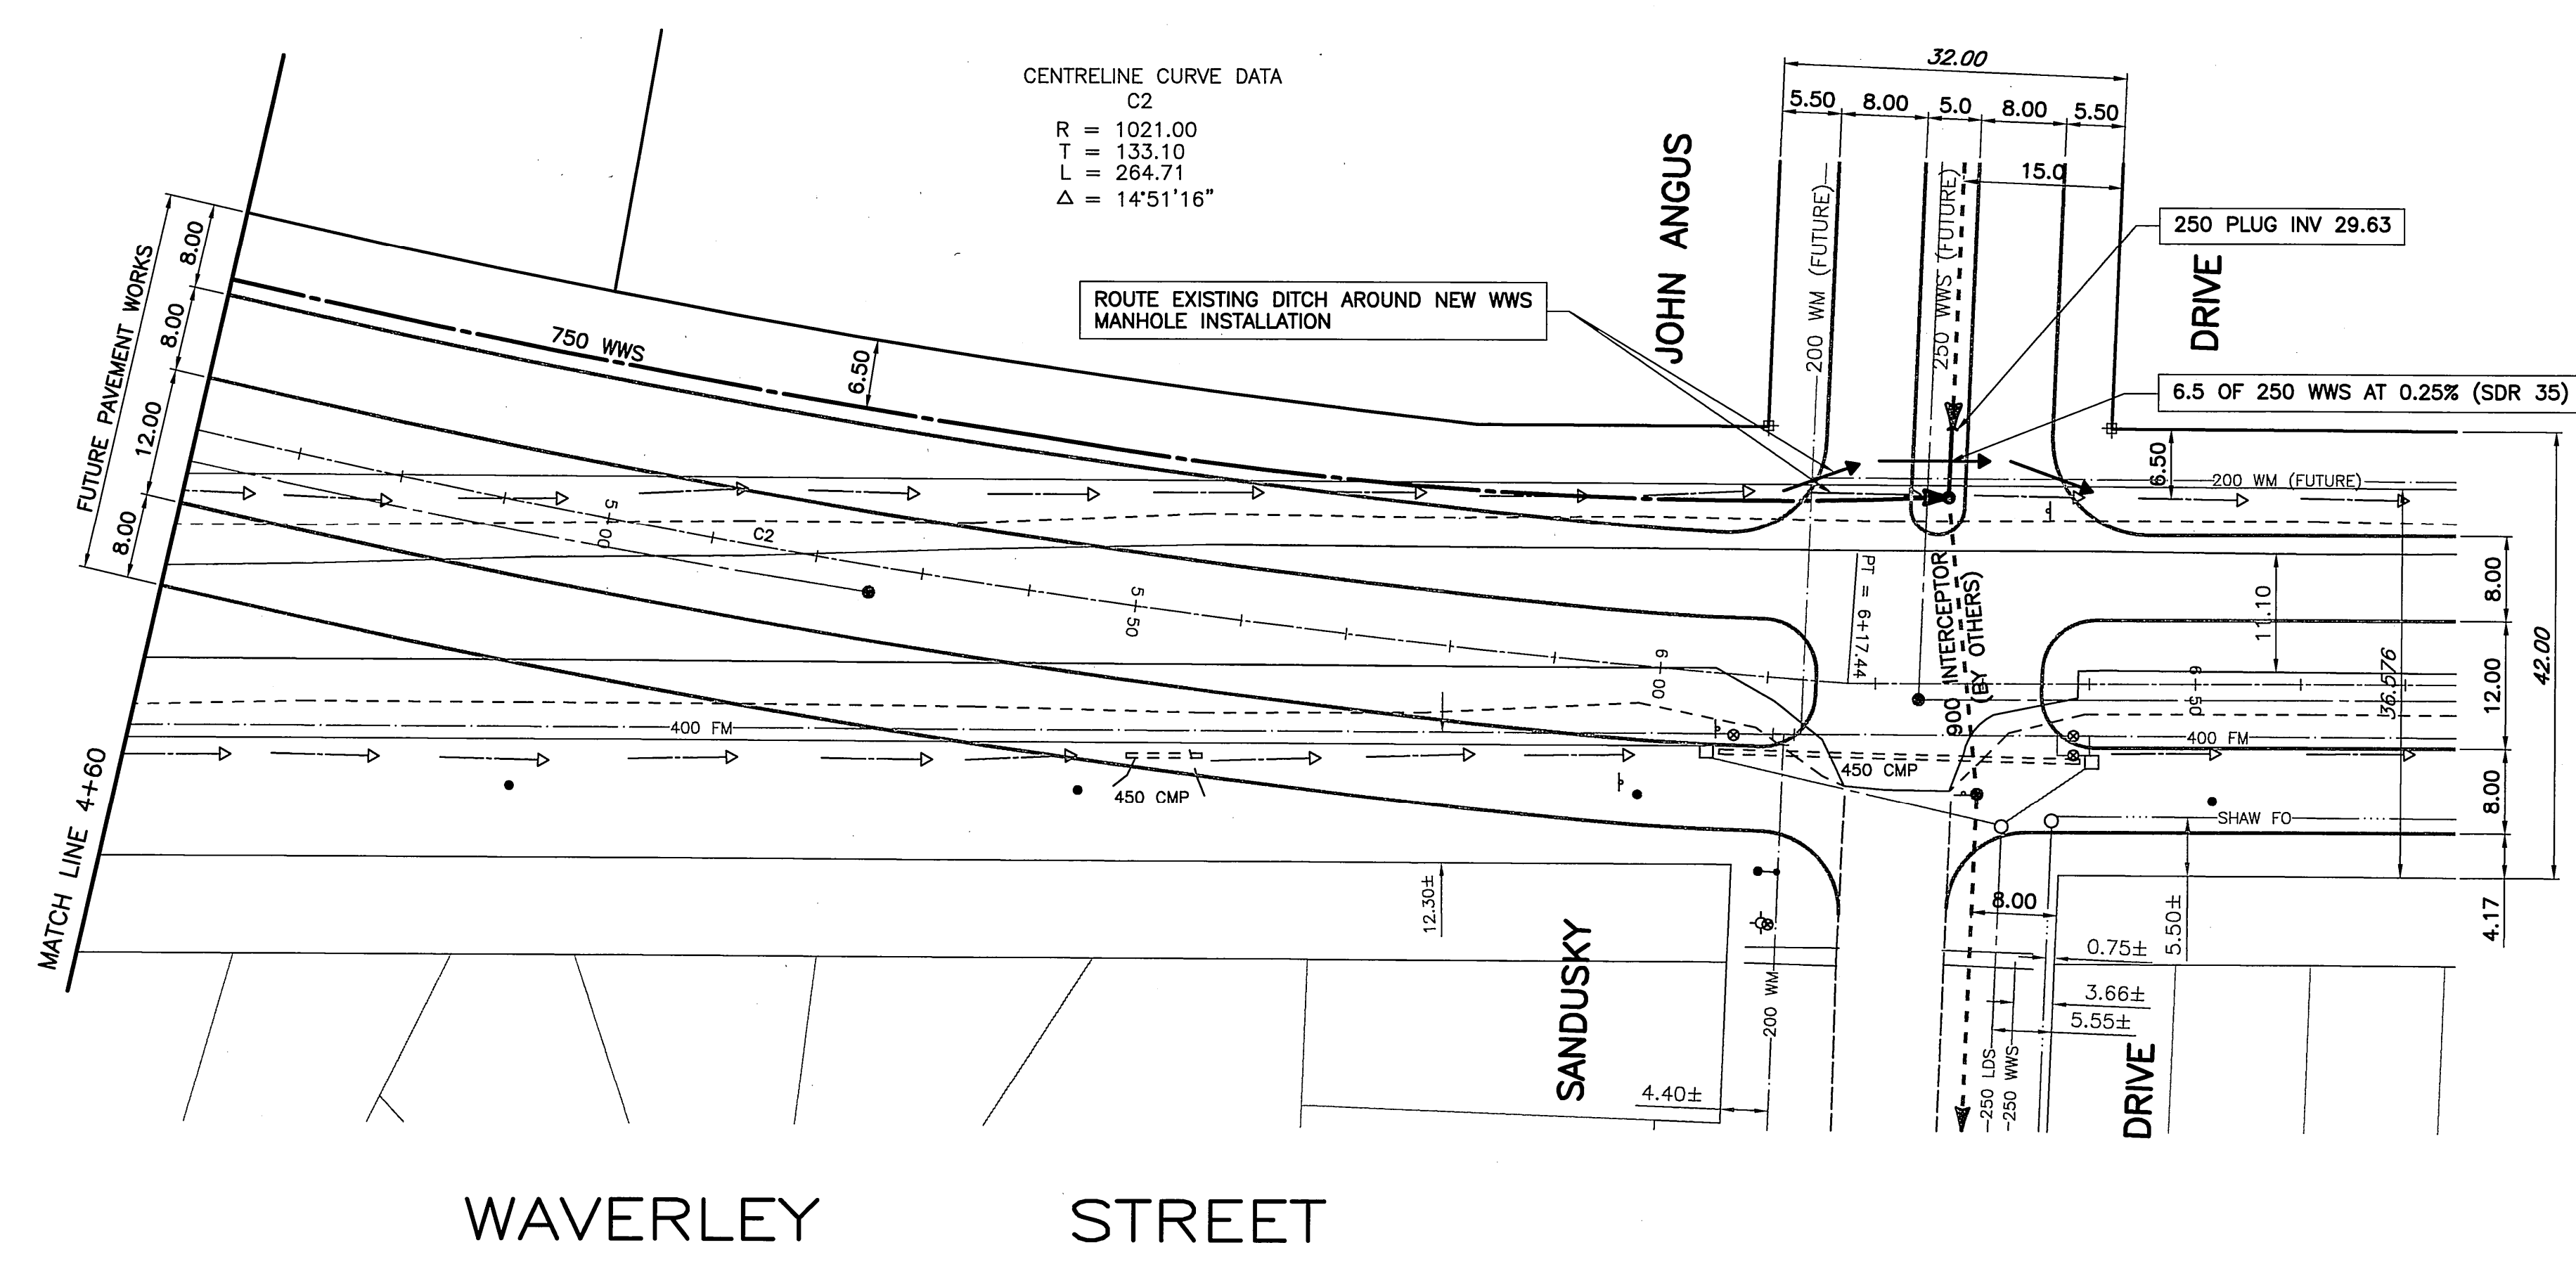 CENTRELINE CURVE DATA
C2
R = 1021.00
T = 133.10
L = 264.71
△ = 14°51'16"
32.00
5.50
8.00
5.0
8.00
5.50
15.0
JOHN ANGUS
DRIVE
200 WM (FUTURE)
250 WWS (FUTURE)
250 PLUG INV 29.63
ROUTE EXISTING DITCH AROUND NEW WWS
MANHOLE INSTALLATION
6.5 OF 250 WWS AT 0.25% (SDR 35)
FUTURE PAVEMENT WORKS
8.00
8.00
12.00
8.00
750 WWS
6.50
6.50
200 WM (FUTURE)
5+00
C2
5+50
6+00
PT = 6+17.44
900 INTERCEPTOR
(BY OTHERS)
11.10
6+50
36.576
8.00
12.00
8.00
4.17
42.00
400 FM
400 FM
450 CMP
450 CMP
SHAW FO
MATCH LINE 4+60
12.30±
8.00
5.50±
0.75±
3.66±
5.55±
SANDUSKY
DRIVE
200 WM
4.40±
250 LDS
250 WWS
WAVERLEY STREET